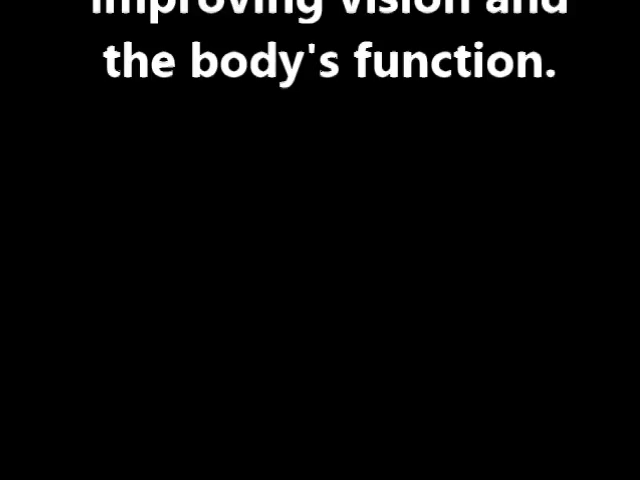 improving vision and
the body's function.